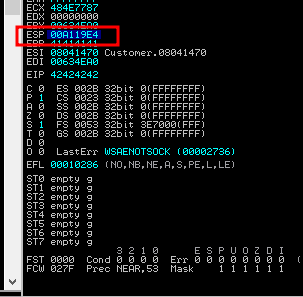 ECX 484E7787
EDX 00000000
ESP 00A119E4
EBP 41414141
ESI 08041470 Customer.08041470
EDI 00634EA0
EIP 42424242
C 0 ES 002B 32bit 0(FFFFFFFF)
P 1 CS 0023 32bit 0(FFFFFFFF)
A 0 SS 002B 32bit 0(FFFFFFFF)
Z 0 DS 002B 32bit 0(FFFFFFFF)
S 1 FS 0053 32bit 3E7000(FFF)
T 0 GS 002B 32bit 0(FFFFFFFF)
D 0
O 0 LastErr WSAENOTSOCK (00002736)
EFL 00010286 (NO,NB,NE,A,S,PE,L,LE)
ST0 empty g
ST1 empty g
ST2 empty g
ST3 empty g
ST4 empty g
ST5 empty g
ST6 empty g
ST7 empty g
3 2 1 0 E S P U O Z D I
FST 0000 Cond 0 0 0 0 Err 0 0 0 0 0 0 0 0
FCW 027F Prec NEAR,53 Mask 1 1 1 1 1 1